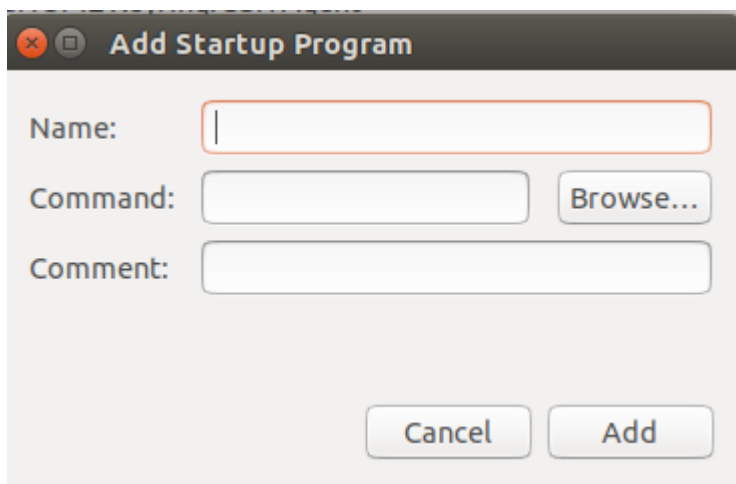 Add Startup Program
Name:
Command:
Browse...
Comment:
Cancel
Add